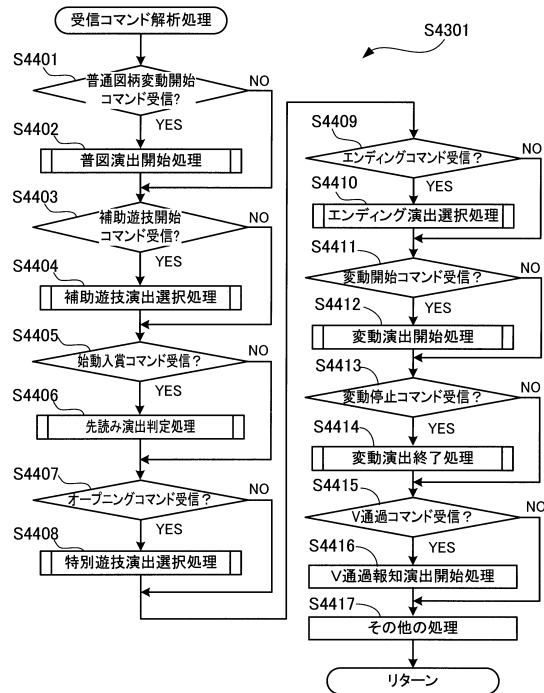 受信コマンド解析処理
S4301
S4401
普通図柄変動開始
コマンド受信?
NO
YES
S4402
普図演出開始処理
S4403
補助遊技開始
コマンド受信?
NO
YES
S4404
補助遊技演出選択処理
S4405
始動入賞コマンド受信？
NO
YES
S4406
先読み演出判定処理
S4407
オープニングコマンド受信？
NO
YES
S4408
特別遊技演出選択処理
S4409
エンディングコマンド受信？
NO
YES
S4410
エンディング演出選択処理
S4411
変動開始コマンド受信？
NO
YES
S4412
変動演出開始処理
S4413
変動停止コマンド受信？
NO
YES
S4414
変動演出終了処理
S4415
V通過コマンド受信？
NO
YES
S4416
V通過報知演出開始処理
S4417
その他の処理
リターン